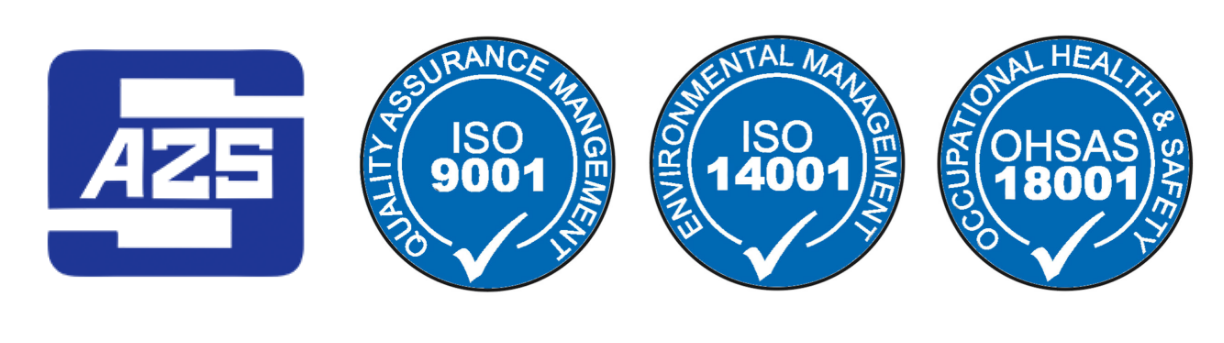 AZS
QUALITY ASSURANCE MANGEMENT
ISO
9001
ENVIRONMENTAL MANAGEMENT
ISO
14001
OCCUPATIONAL HEALTH & SAFETY
OHSAS
18001